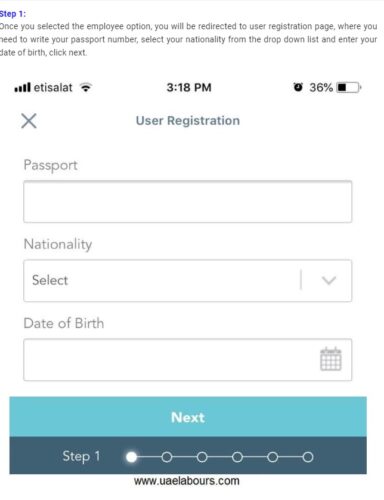 Step 1:
Once you selected the employee option, you will be redirected to user registration page, where you
need to write your passport number, select your nationality from the drop down list and enter your
date of birth, click next.
etisalat 3:18 PM 36%
User Registration
Passport
Nationality
Select
Date of Birth
Next
Step 1
www.uaelabours.com